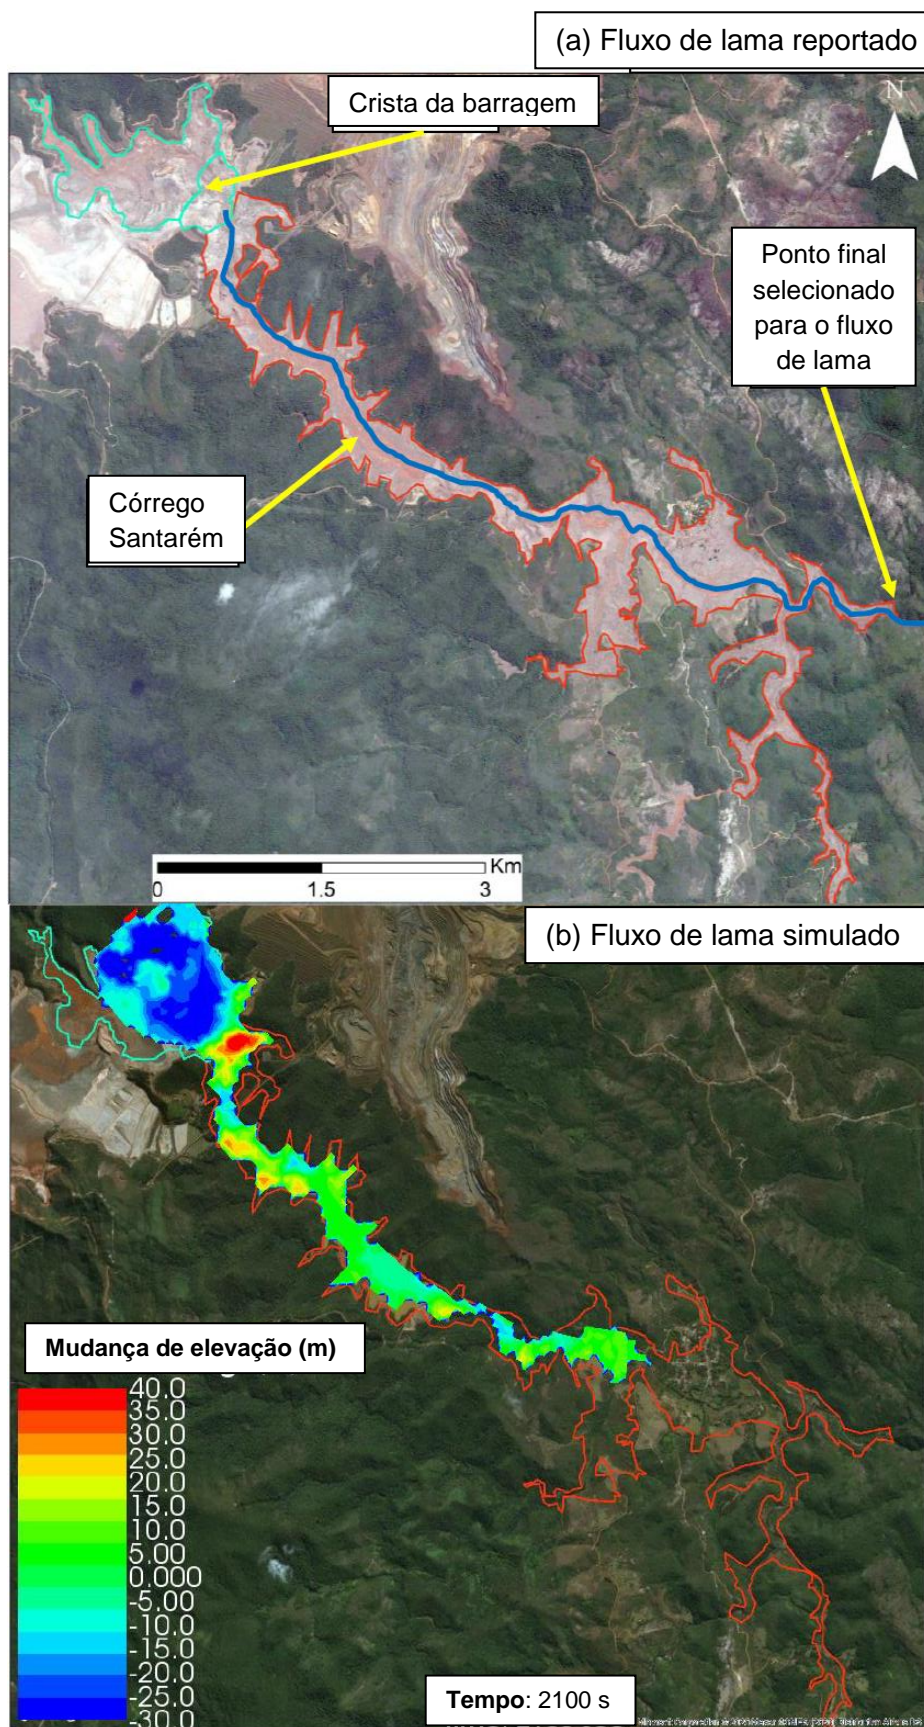 (a) Fluxo de lama reportado
Crista da barragem
N
Ponto final
selecionado
para o fluxo
de lama
Córrego
Santarém
Km
0 1.5 3
(b) Fluxo de lama simulado
Mudança de elevação (m)
40.0
35.0
30.0
25.0
20.0
15.0
10.0
5.00
0.000
-5.00
-10.0
-15.0
-20.0
-25.0
-30.0
Tempo: 2100 s